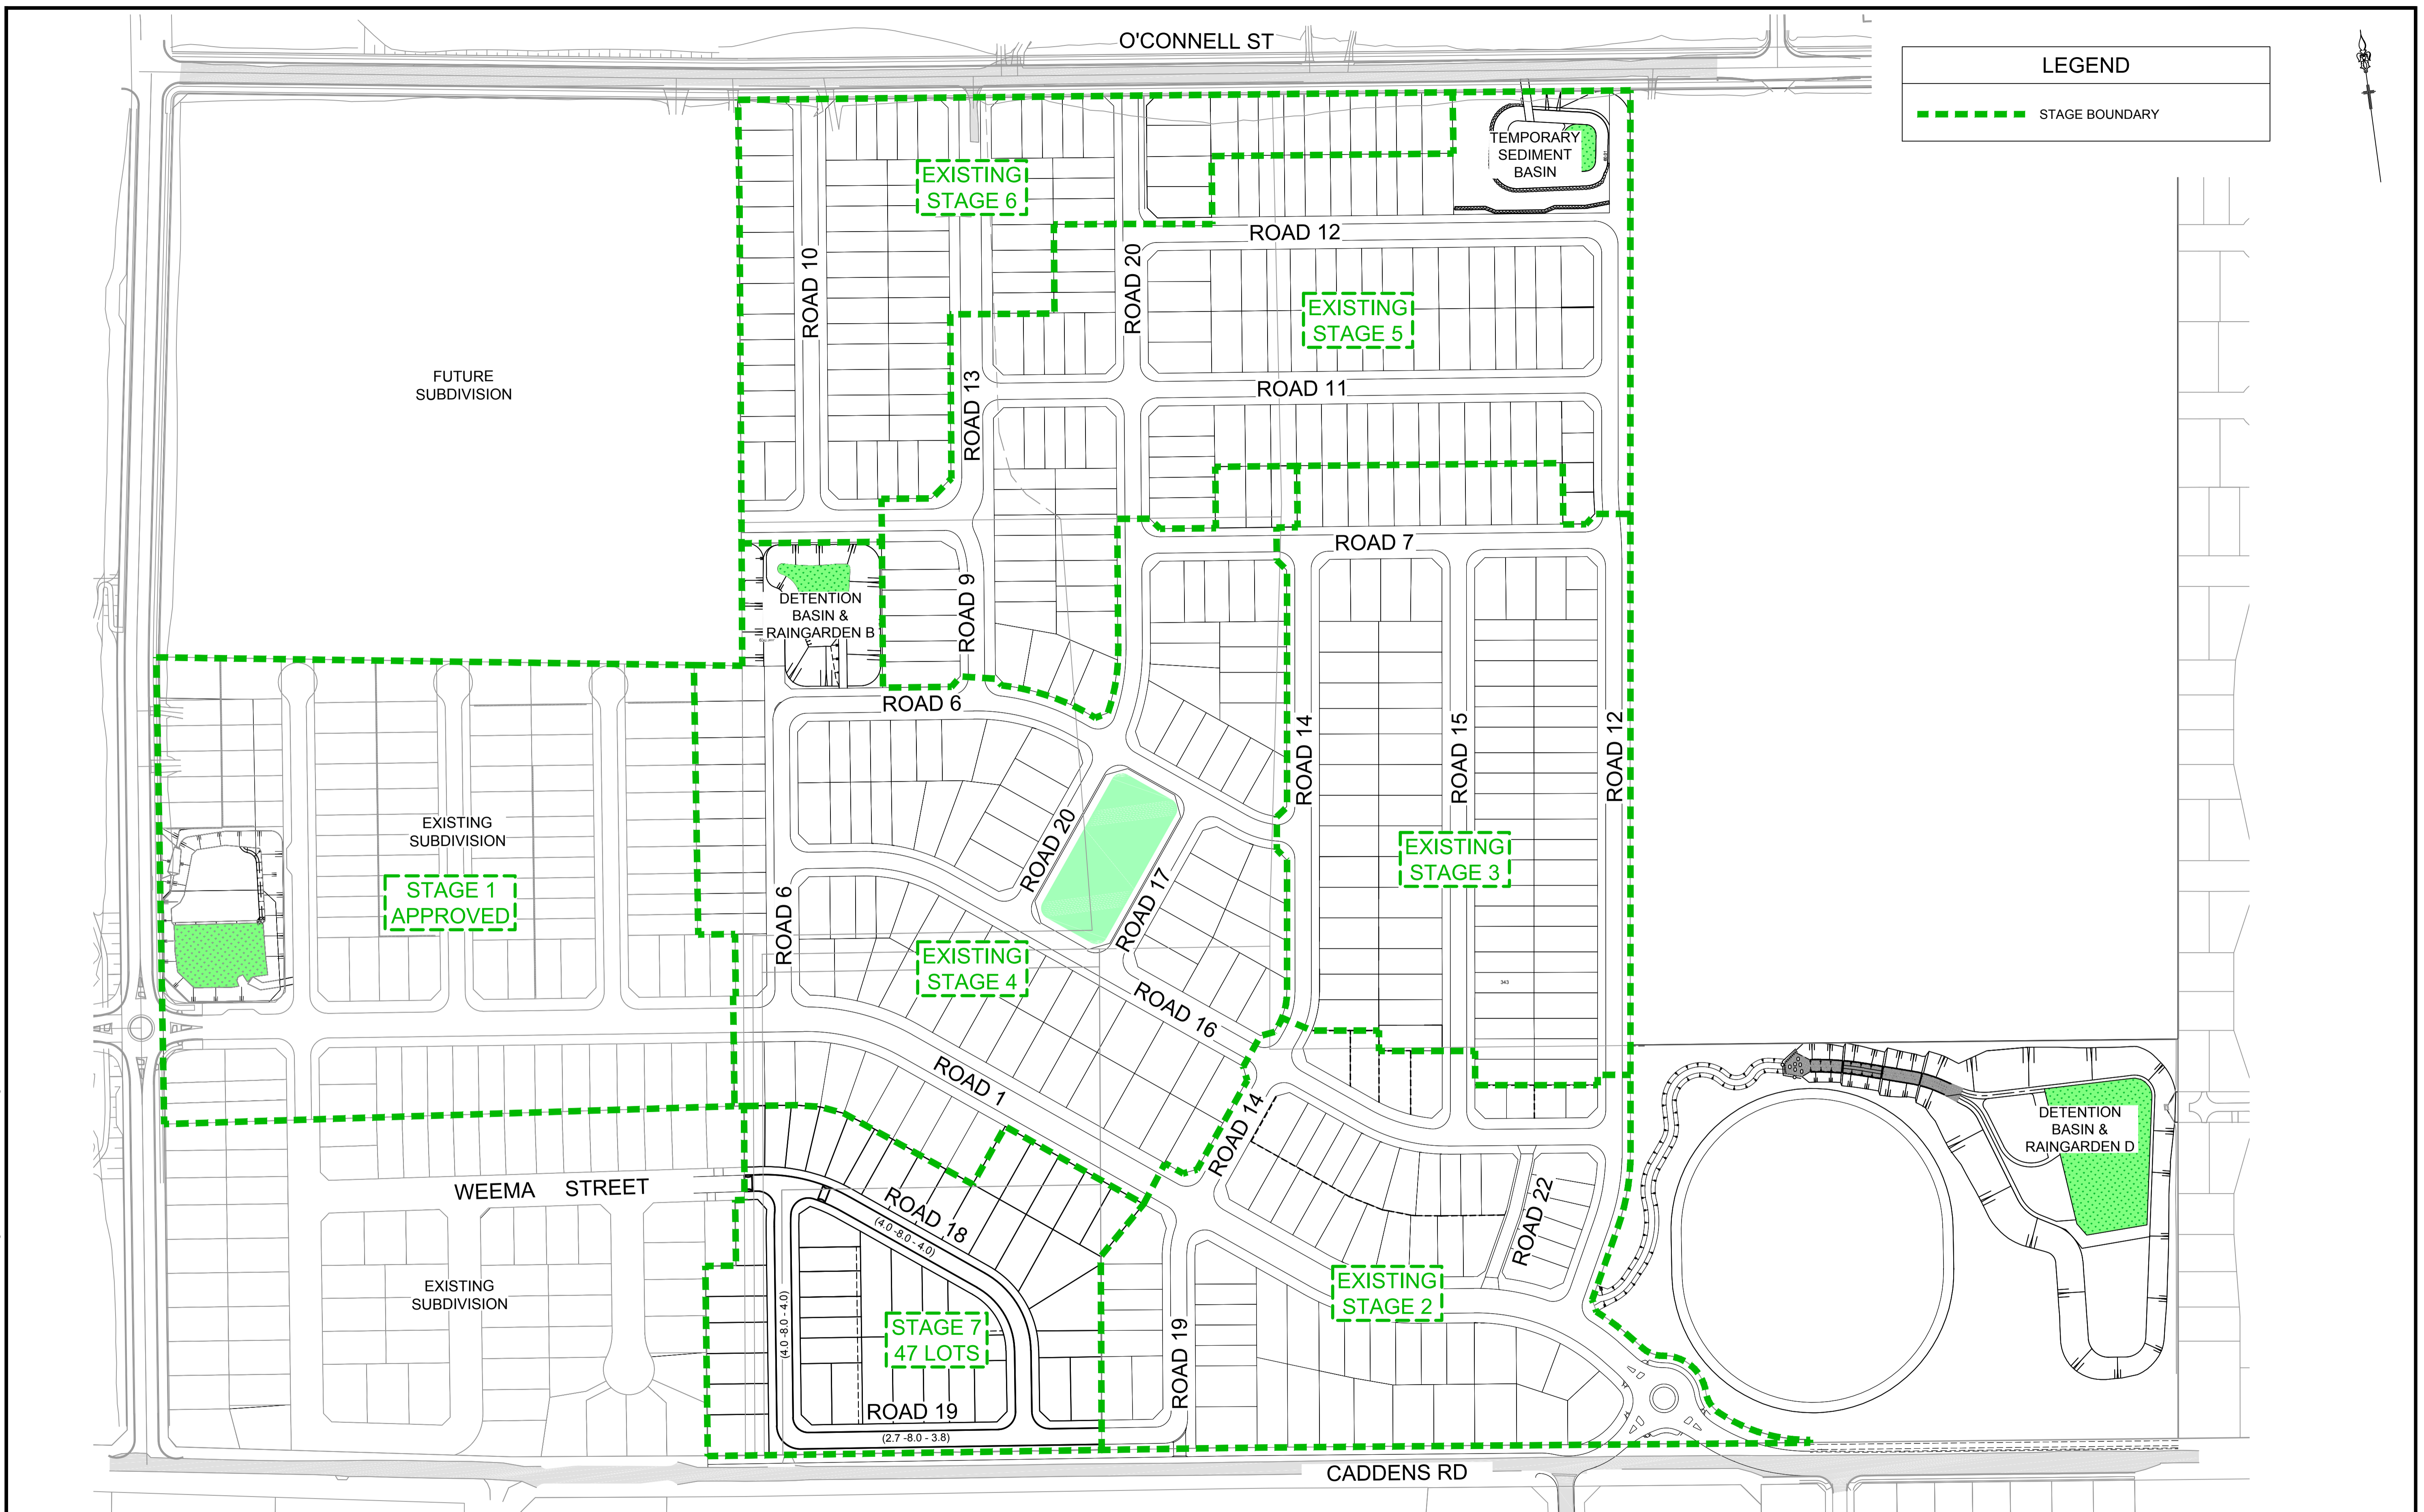 O'CONNELL ST
LEGEND
STAGE BOUNDARY
TEMPORARY
SEDIMENT
BASIN
EXISTING
STAGE 6
ROAD 12
ROAD 10
ROAD 20
EXISTING
STAGE 5
FUTURE
SUBDIVISION
ROAD 11
ROAD 13
ROAD 7
DETENTION
BASIN &
RAINGARDEN B
ROAD 9
ROAD 6
ROAD 14
ROAD 15
ROAD 12
EXISTING
SUBDIVISION
ROAD 20
EXISTING
STAGE 3
STAGE 1
APPROVED
ROAD 6
ROAD 17
EXISTING
STAGE 4
343
ROAD 16
ROAD 1
ROAD 14
DETENTION
BASIN &
RAINGARDEN D
WEEMA STREET
ROAD 18
(4.0 -8.0 - 4.0)
ROAD 22
EXISTING
SUBDIVISION
EXISTING
STAGE 2
(4.0 -8.0 - 4.0)
STAGE 7
47 LOTS
ROAD 19
ROAD 19
(2.7 -8.0 - 3.8)
CADDENS RD